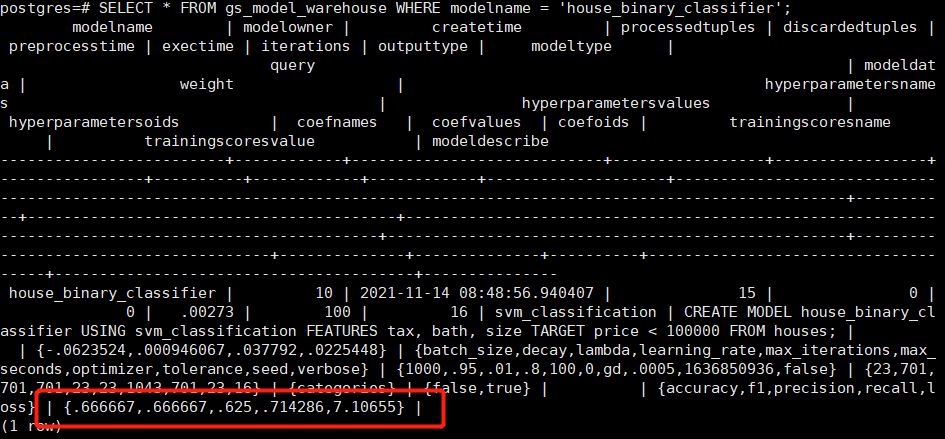 postgres=# SELECT * FROM gs_model_warehouse WHERE modelname = 'house_binary_classifier';
modelname | modelowner | createtime | processedtuples | discardedtuples |
preprocesstime | exectime | iterations | outputtype | modeltype |
query | modeldat
a | weight | hyperparametersname
s | hyperparametersvalues |
hyperparametersoids | coefnames | coefvalues | coefoids | trainingscoresname
| trainingscoresvalue | modeldescribe
-----------------------+------------+----------------------------+-----------------+-----------------+
----------------+----------+------------+------------+--------------------+---------------------------
--------------------------------------------------------------------------------------------+---------
--+-----------------------------------------+---------------------------------------------------------
----------------------------------------+--------------------------------------------------+----------
-----------------------------+--------------+------------+----------+---------------------------------
-----+----------------------------------------+---------------
house_binary_classifier | 10 | 2021-11-14 08:48:56.940407 | 15 | 0 |
0 | .00273 | 100 | 16 | svm_classification | CREATE MODEL house_binary_cl
assifier USING svm_classification FEATURES tax, bath, size TARGET price < 100000 FROM houses; |
| {-.0623524,.000946067,.037792,.0225448} | {batch_size,decay,lambda,learning_rate,max_iterations,max_
seconds,optimizer,tolerance,seed,verbose} | {1000,.95,.01,.8,100,0,gd,.0005,1636850936,false} | {23,701,
701,701,23,23,1043,701,23,16} | {categories} | {false,true} | | {accuracy,f1,precision,recall,l
oss} | {.666667,.666667,.625,.714286,7.10655} |
(1 row)